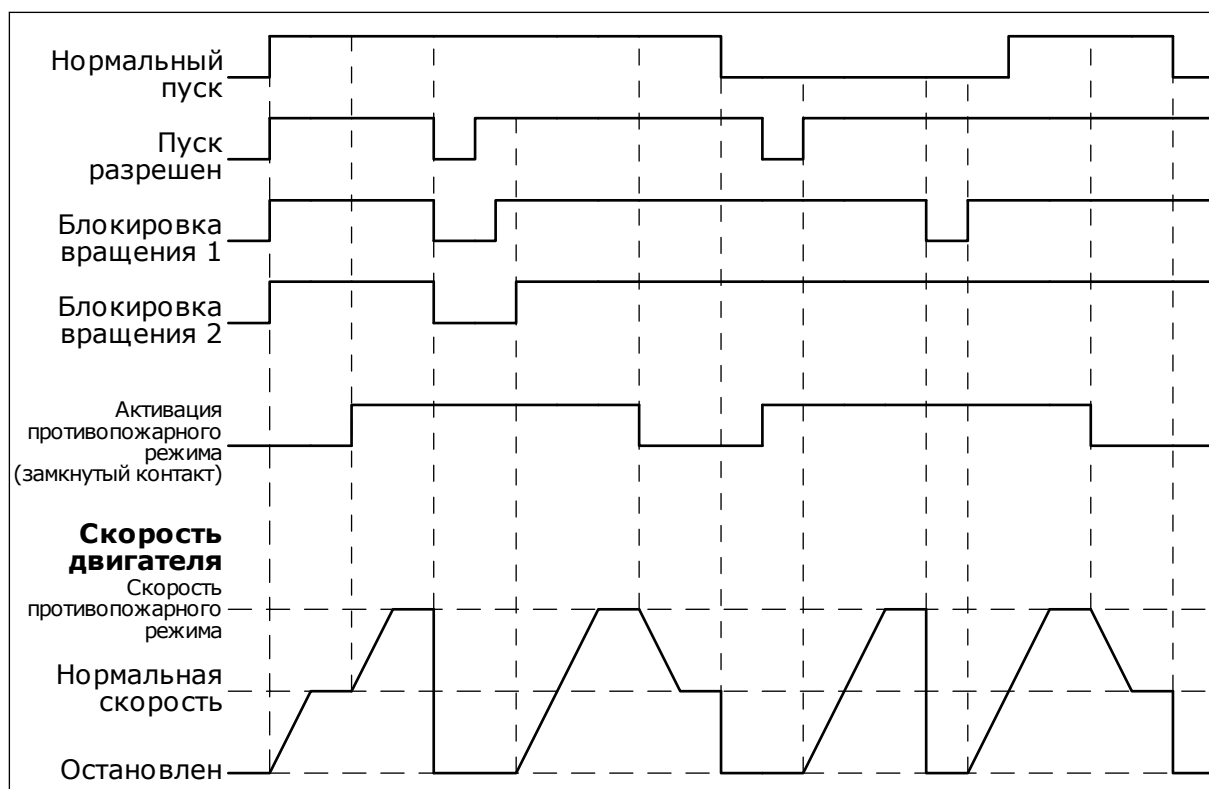 Нормальный
пуск
Пуск
разрешен
Блокировка
вращения 1
Блокировка
вращения 2
Активация
противопожарного
режима
(замкнутый контакт)
Скорость
двигателя
Скорость
противопожарного
режима
Нормальная
скорость
Остановлен